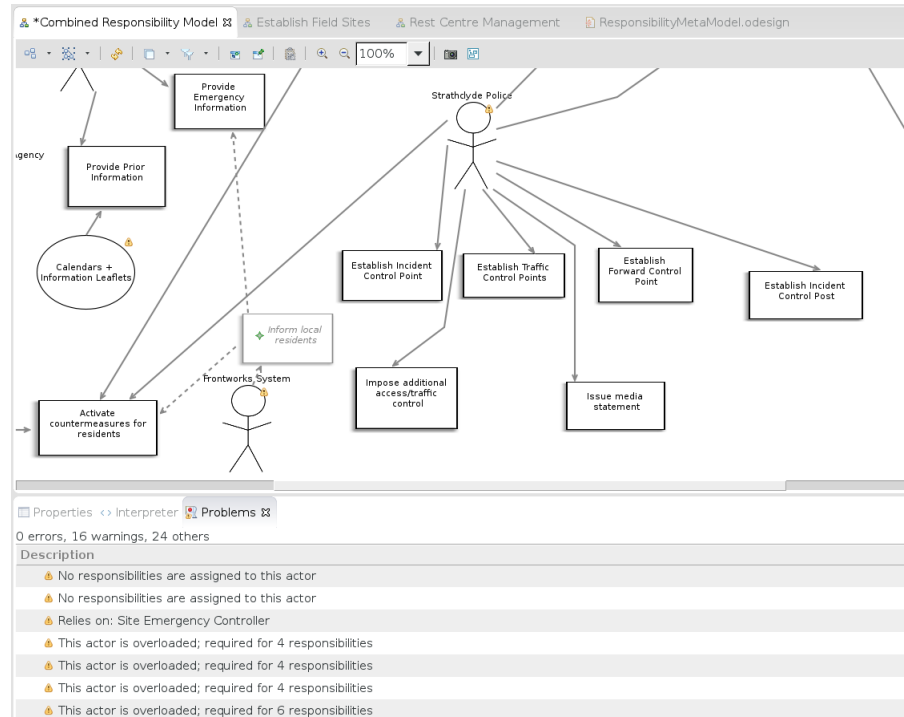 *Combined Responsibility Model
Establish Field Sites
Rest Centre Management
ResponsibilityMetaModel.odesign
100%
Provide
Emergency
Information
Strathclyde Police
gency
Provide Prior
Information
Calendars +
Information Leaflets
Establish Incident
Control Point
Establish Traffic
Control Points
Establish
Forward Control
Point
Establish Incident
Control Post
Inform local
residents
Frontworks System
Impose additional
access/traffic
control
Issue media
statement
Activate
countermeasures for
residents
Properties
Interpreter
Problems
0 errors, 16 warnings, 24 others
Description
No responsibilities are assigned to this actor
No responsibilities are assigned to this actor
Relies on: Site Emergency Controller
This actor is overloaded; required for 4 responsibilities
This actor is overloaded; required for 4 responsibilities
This actor is overloaded; required for 4 responsibilities
This actor is overloaded; required for 6 responsibilities